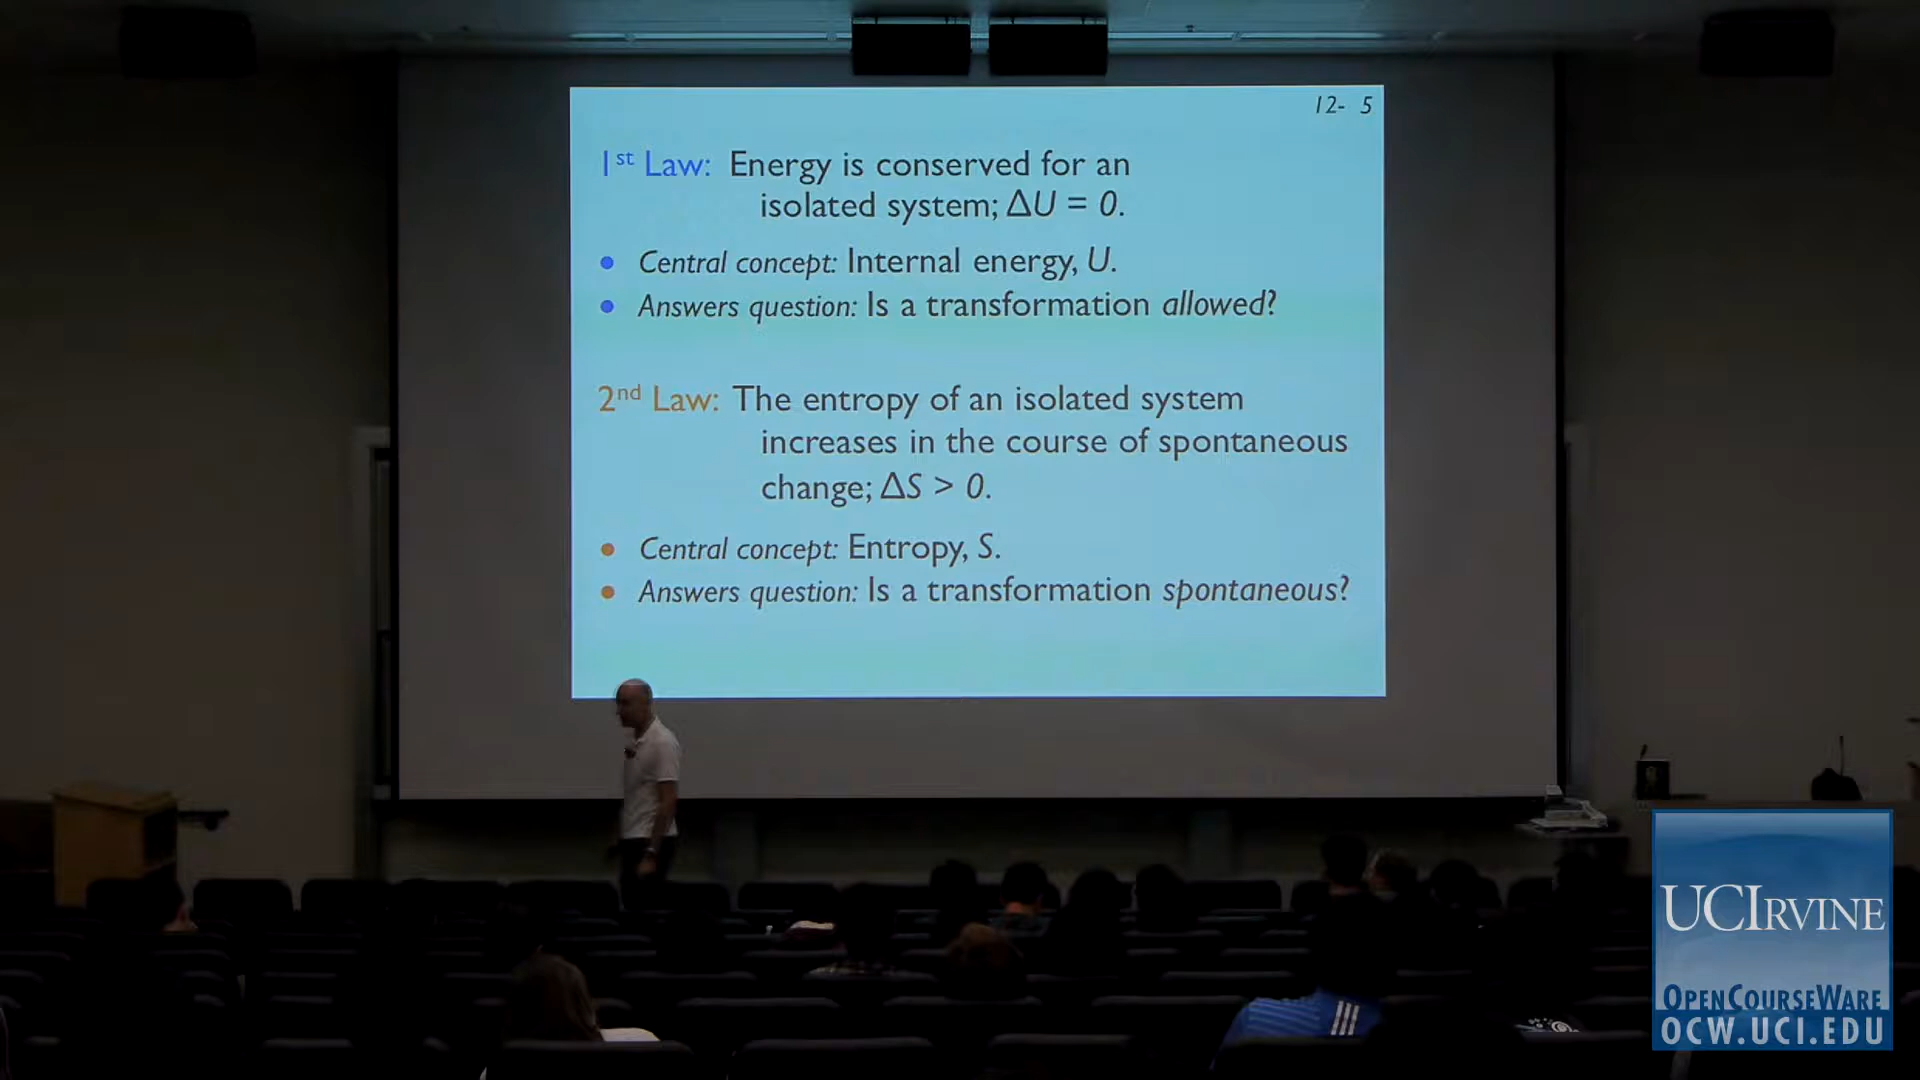 12- 5
1st Law: Energy is conserved for an
isolated system; ΔU = 0.
• Central concept: Internal energy, U.
• Answers question: Is a transformation allowed?
2nd Law: The entropy of an isolated system
increases in the course of spontaneous
change; ΔS > 0.
• Central concept: Entropy, S.
• Answers question: Is a transformation spontaneous?
UCIRVINE
OPENCOURSEWARE
OCW.UCI.EDU